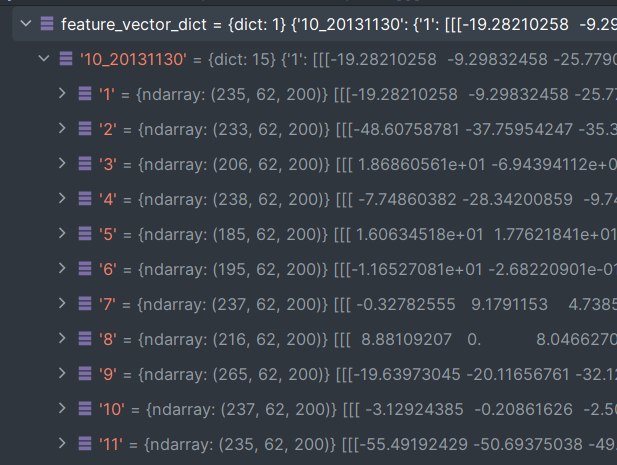 feature_vector_dict = {dict: 1} {'10_20131130': {'1': [[[-19.28210258 -9.29
'10_20131130' = {dict: 15} {'1': [[[-19.28210258 -9.29832458 -25.7790
'1' = {ndarray: (235, 62, 200)} [[[-19.28210258 -9.29832458 -25.77
'2' = {ndarray: (233, 62, 200)} [[[-48.60758781 -37.75954247 -35.3
'3' = {ndarray: (206, 62, 200)} [[[ 1.86860561e+01 -6.94394112e+0
'4' = {ndarray: (238, 62, 200)} [[[ -7.74860382 -28.34200859 -9.74
'5' = {ndarray: (185, 62, 200)} [[[ 1.60634518e+01 1.77621841e+01
'6' = {ndarray: (195, 62, 200)} [[[-1.16527081e+01 -2.68220901e-01
'7' = {ndarray: (237, 62, 200)} [[[ -0.32782555 9.1791153 4.7385
'8' = {ndarray: (216, 62, 200)} [[[ 8.88109207 0. 8.0466270
'9' = {ndarray: (265, 62, 200)} [[[-19.63973045 -20.11656761 -32.12
'10' = {ndarray: (237, 62, 200)} [[[ -3.12924385 -0.20861626 -2.50
'11' = {ndarray: (235, 62, 200)} [[[-55.49192429 -50.69375038 -49.